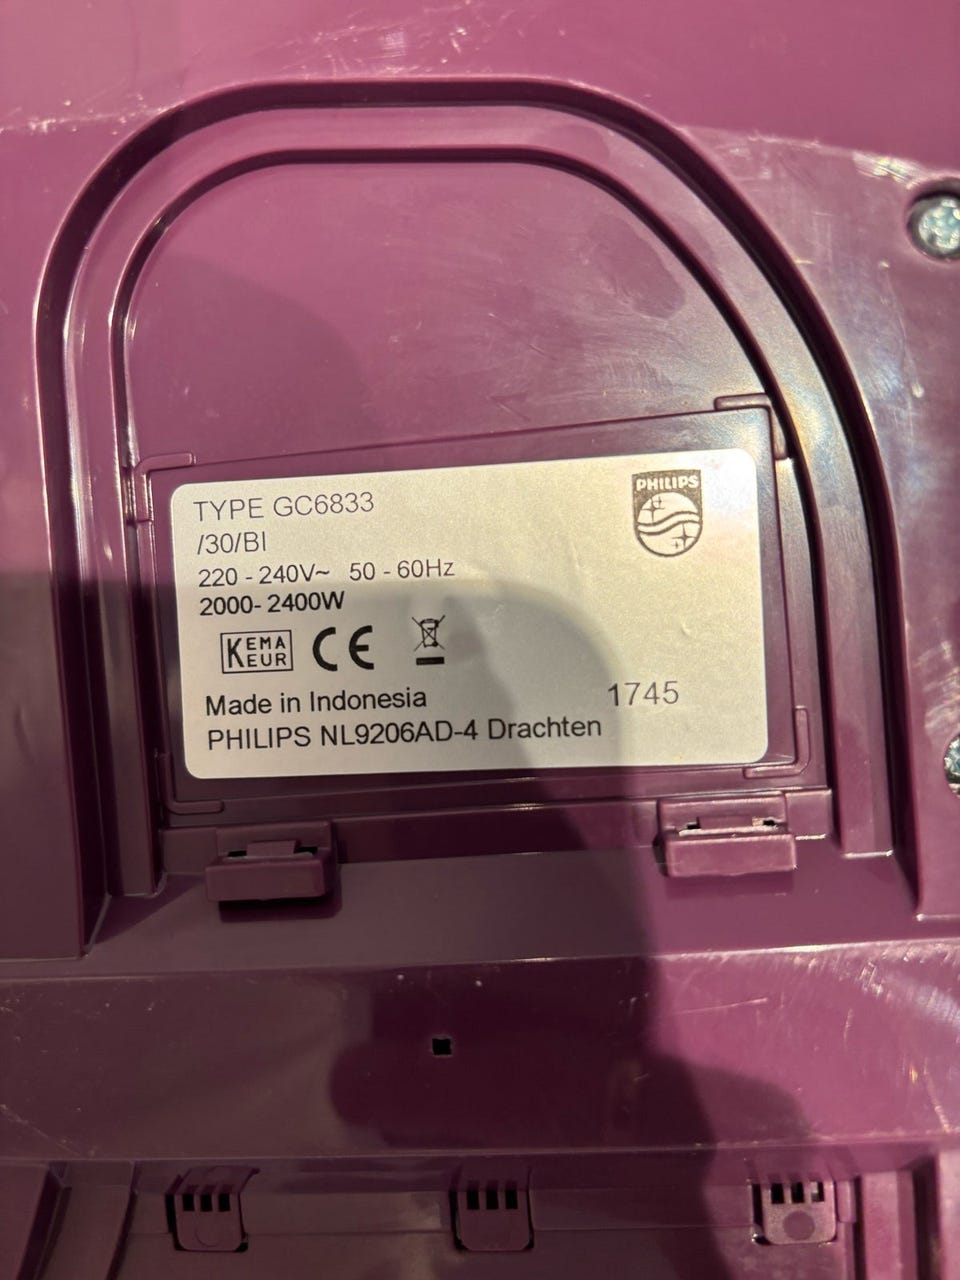 TYPE GC6833
/30/BI
220 - 240V~ 50 - 60Hz
2000- 2400W
PHILIPS
KEMA
KEUR
CE
Made in Indonesia
1745
PHILIPS NL9206AD-4 Drachten